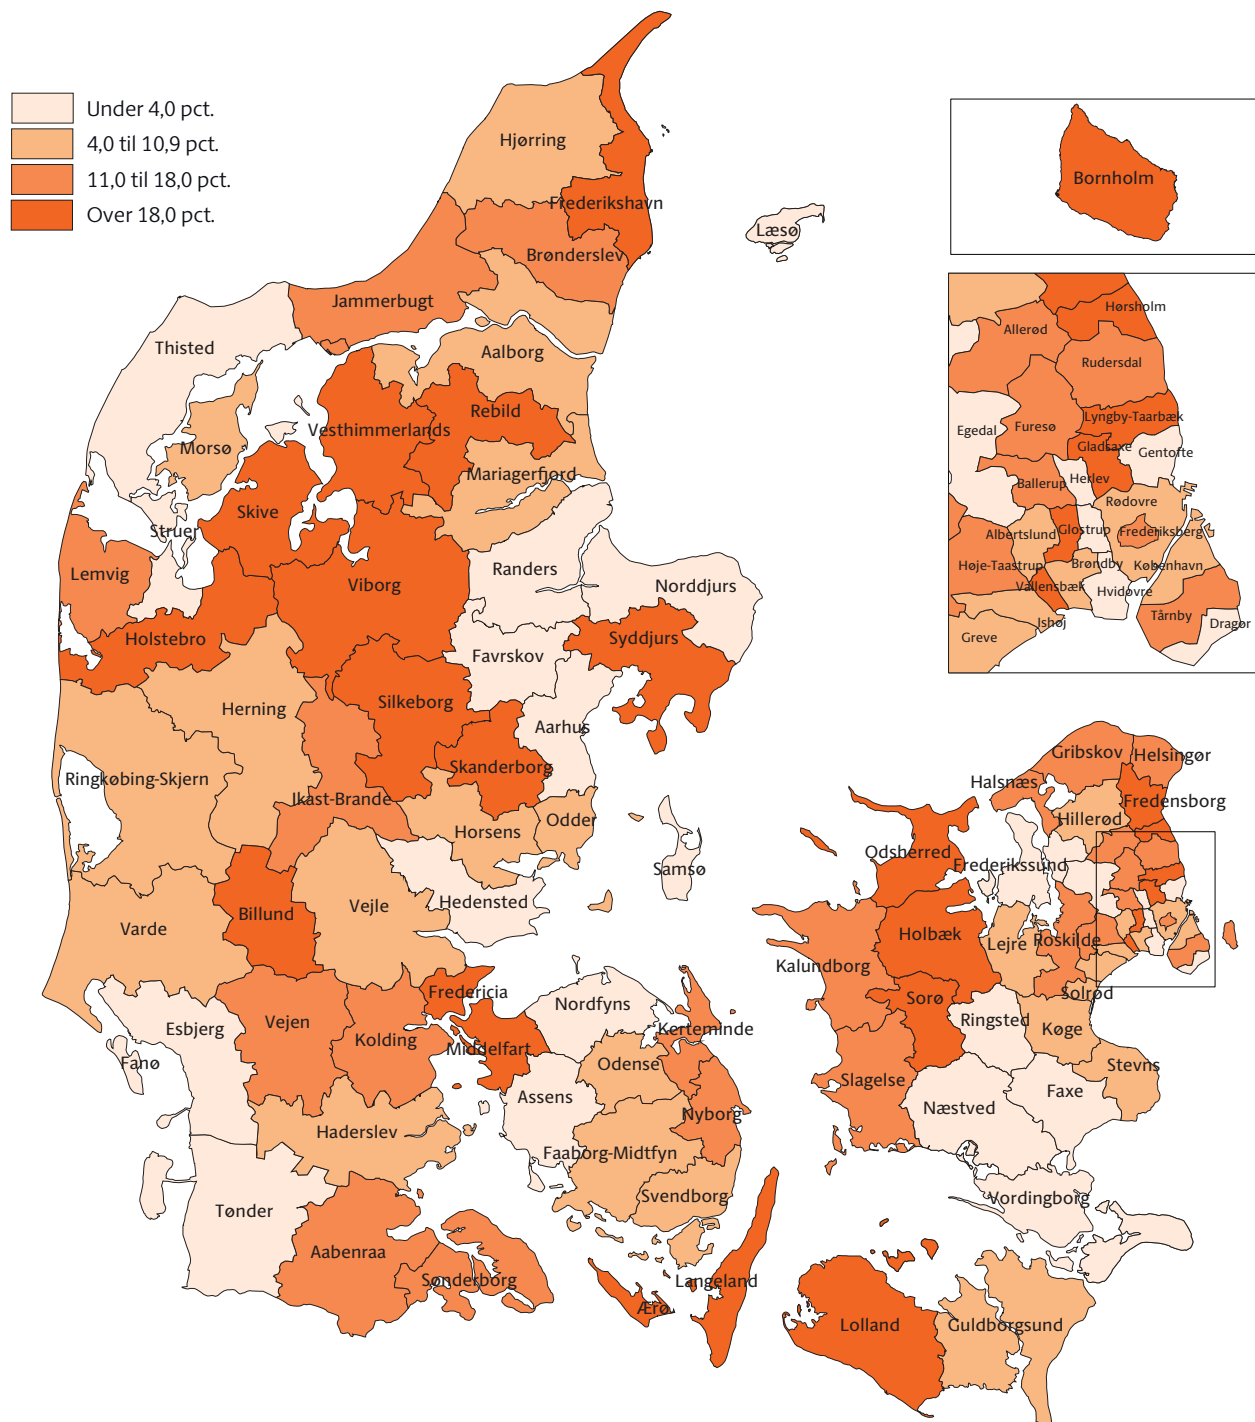 Under 4,0 pct.
4,0 til 10,9 pct.
11,0 til 18,0 pct.
Over 18,0 pct.
Hjørring
Frederikshavn
Læsø
Brønderslev
Jammerbugt
Thisted
Aalborg
Rebild
Vesthimmerlands
Morsø
Mariagerfjord
Skive
Struer
Randers
Lemvig
Viborg
Norddjurs
Holstebro
Syddjurs
Favrskov
Silkeborg
Herning
Aarhus
Skanderborg
Ringkøbing-Skjern
Ikast-Brande
Horsens
Odder
Samsø
Hedensted
Vejle
Billund
Varde
Fredericia
Nordfyns
Esbjerg
Vejen
Kolding
Middelfart
Kerteminde
Fanø
Odense
Assens
Nyborg
Haderslev
Faaborg-Midtfyn
Svendborg
Tønder
Aabenraa
Sønderborg
Langeland
Ærø
Bornholm
Hørsholm
Allerød
Rudersdal
Lyngby-Taarbæk
Egedal
Furesø
Gladsaxe
Gentofte
Ballerup
Herlev
Rødovre
Albertslund
Glostrup
Frederiksberg
Høje-Taastrup
Brøndby
København
Vallensbæk
Hvidovre
Ishøj
Tårnby
Dragør
Greve
Gribskov
Helsingør
Halsnæs
Fredensborg
Hillerød
Odsherred
Frederikssund
Holbæk
Lejre
Roskilde
Kalundborg
Solrød
Sorø
Ringsted
Køge
Stevns
Slagelse
Faxe
Næstved
Vordingborg
Lolland
Guldborgsund